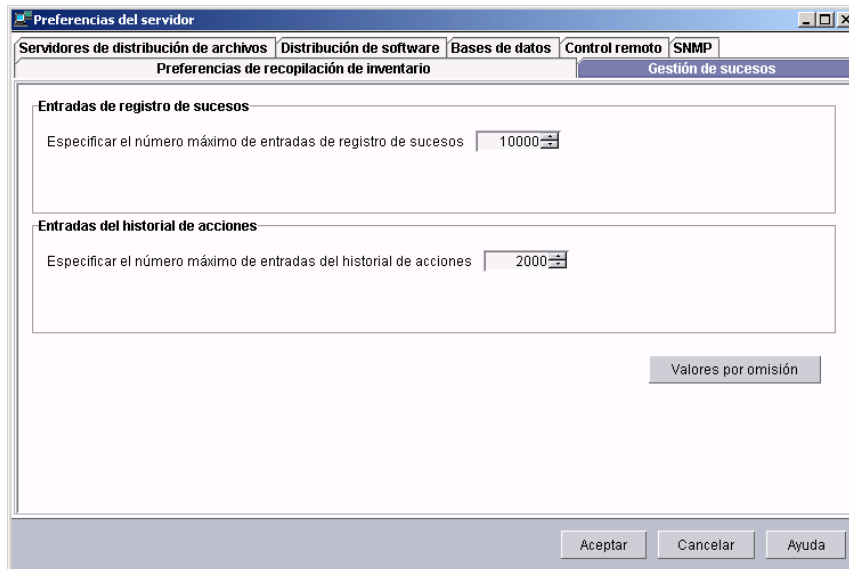 Preferencias del servidor
Servidores de distribución de archivos Distribución de software Bases de datos Control remoto SNMP
Preferencias de recopilación de inventario Gestión de sucesos
Entradas de registro de sucesos
Especificar el número máximo de entradas de registro de sucesos 10000
Entradas del historial de acciones
Especificar el número máximo de entradas del historial de acciones 2000
Valores por omisión
Aceptar Cancelar Ayuda